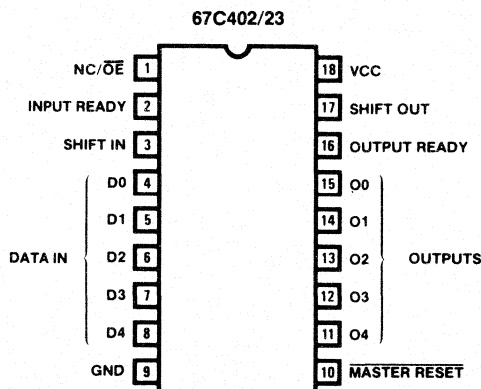 67C402/23
NC/OE 1 18 VCC
INPUT READY 2 17 SHIFT OUT
SHIFT IN 3 16 OUTPUT READY
D0 4 15 O0
D1 5 14 O1
DATA IN D2 6 13 O2 OUTPUTS
D3 7 12 O3
D4 8 11 O4
GND 9 10 MASTER RESET